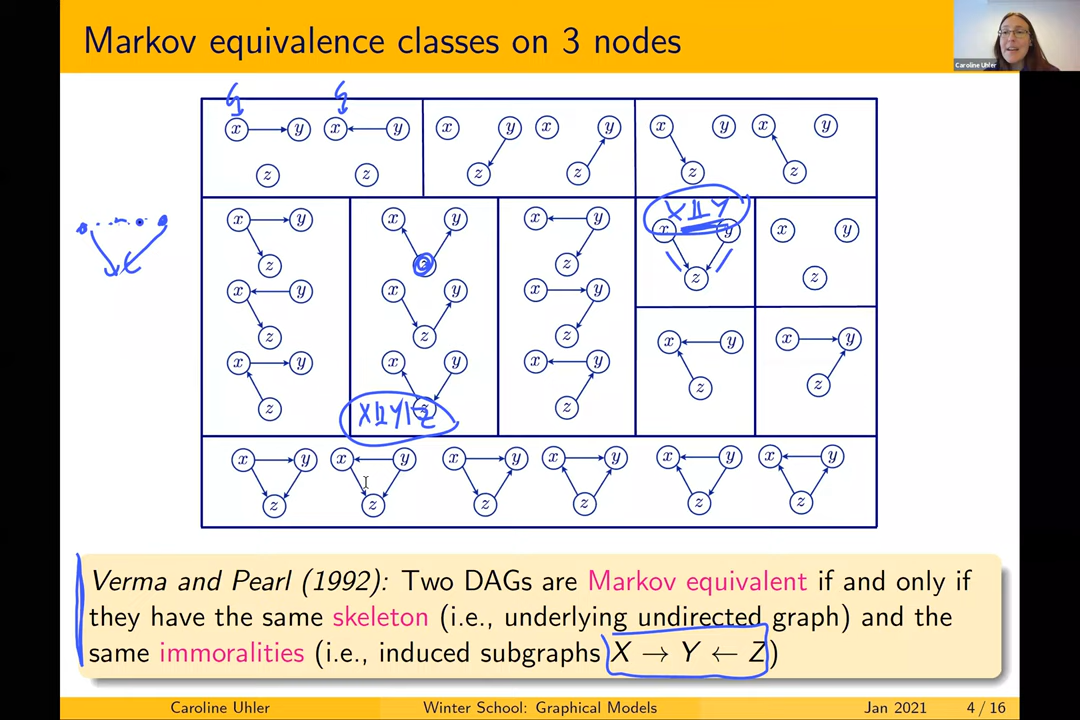 Markov equivalence classes on 3 nodes
Caroline Uhler
x y x y x y x y x y x y
z z z z z z
X ⫫ Y
x y x y x y x y x y
z z z z z
x y x y x y
z z z
x y x y
z z
x y x y x y
z z z
X ⫫ Y | Z
x y x y x y x y x y x y
z z z z z z
Verma and Pearl (1992): Two DAGs are Markov equivalent if and only if
they have the same skeleton (i.e., underlying undirected graph) and the
same immoralities (i.e., induced subgraphs X → Y ← Z)
Caroline Uhler Winter School: Graphical Models Jan 2021 4 / 16